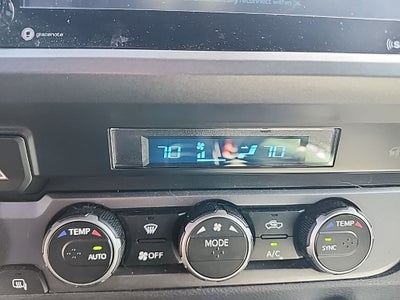 gracenote
70 70
TEMP
AUTO
OFF
MODE
A/C
TEMP
SYNC